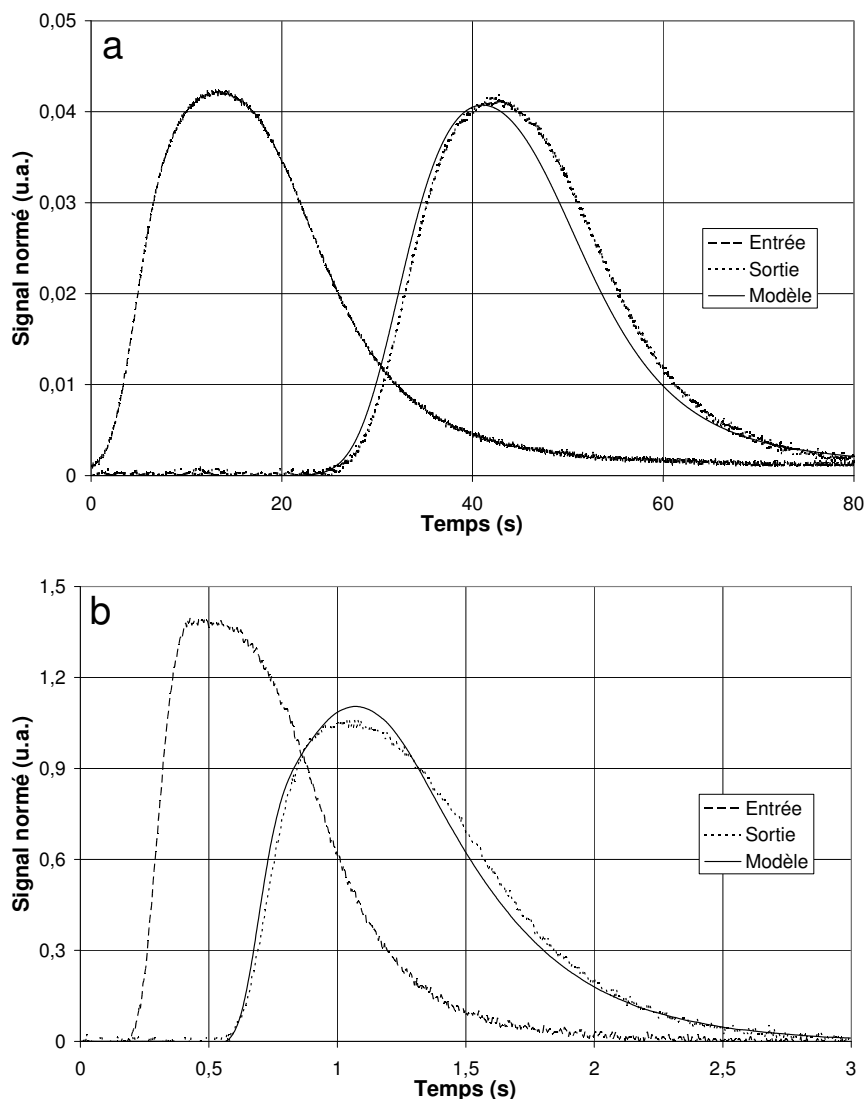 a
Signal normé (u.a.)
0,05
0,04
0,03
0,02
0,01
0
0 20 40 60 80
Temps (s)
Entrée
Sortie
Modèle
b
Signal normé (u.a.)
1,5
1,2
0,9
0,6
0,3
0
0 0,5 1 1,5 2 2,5 3
Temps (s)
Entrée
Sortie
Modèle